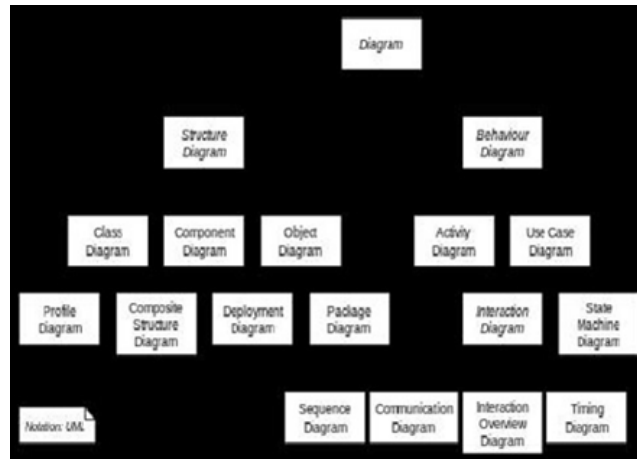 Diagram
Structure
Diagram
Behaviour
Diagram
Class
Diagram
Component
Diagram
Object
Diagram
Activity
Diagram
Use Case
Diagram
Profile
Diagram
Composite
Structure
Diagram
Deployment
Diagram
Package
Diagram
Interaction
Diagram
State
Machine
Diagram
Notation: UML
Sequence
Diagram
Communication
Diagram
Interaction
Overview
Diagram
Timing
Diagram